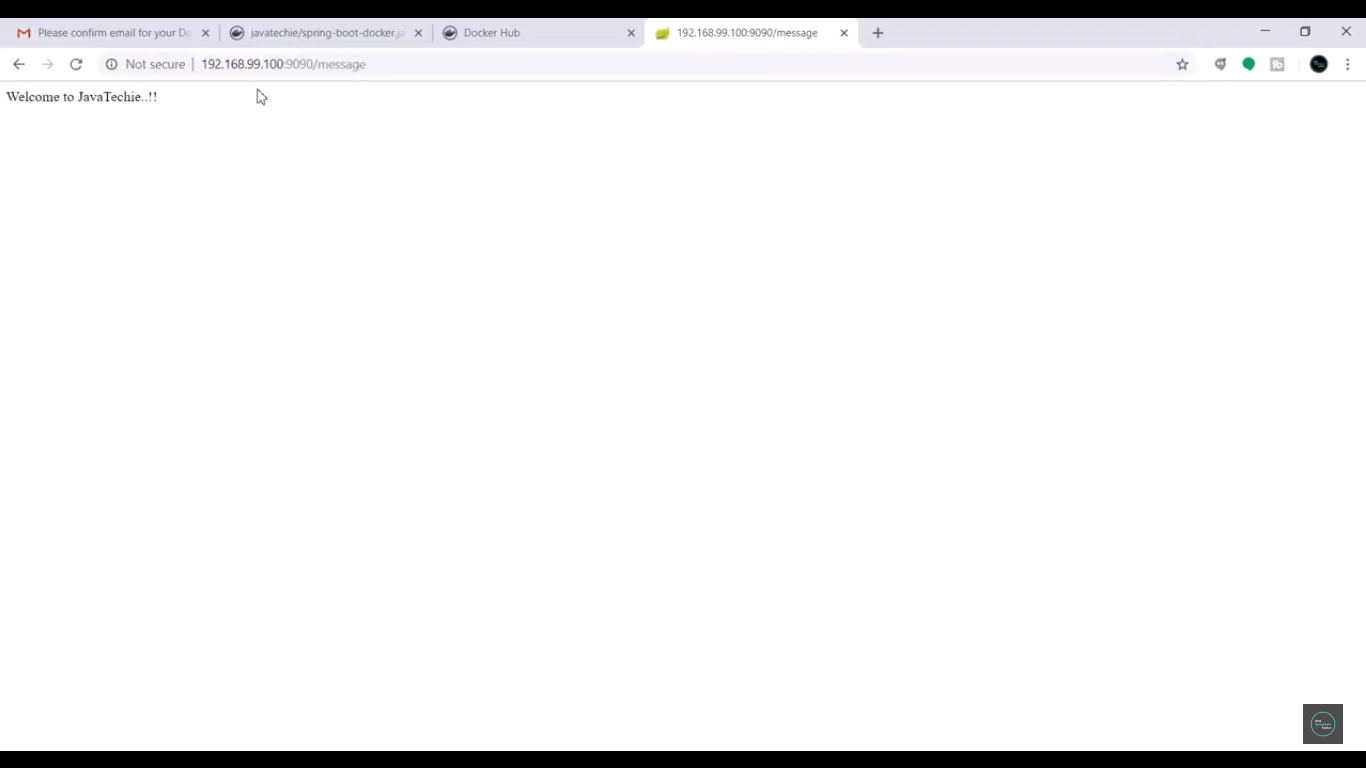 Please confirm email for your Do
javatechie/spring-boot-docker.ja
Docker Hub
192.168.99.100:9090/message
Not secure
192.168.99.100:9090/message
Welcome to JavaTechie..!!